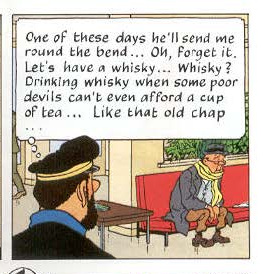 One of these days he'll send me
round the bend... Oh, forget it.
Let's have a whisky... Whisky?
Drinking whisky when some poor
devils can't even afford a cup
of tea... Like that old chap
...